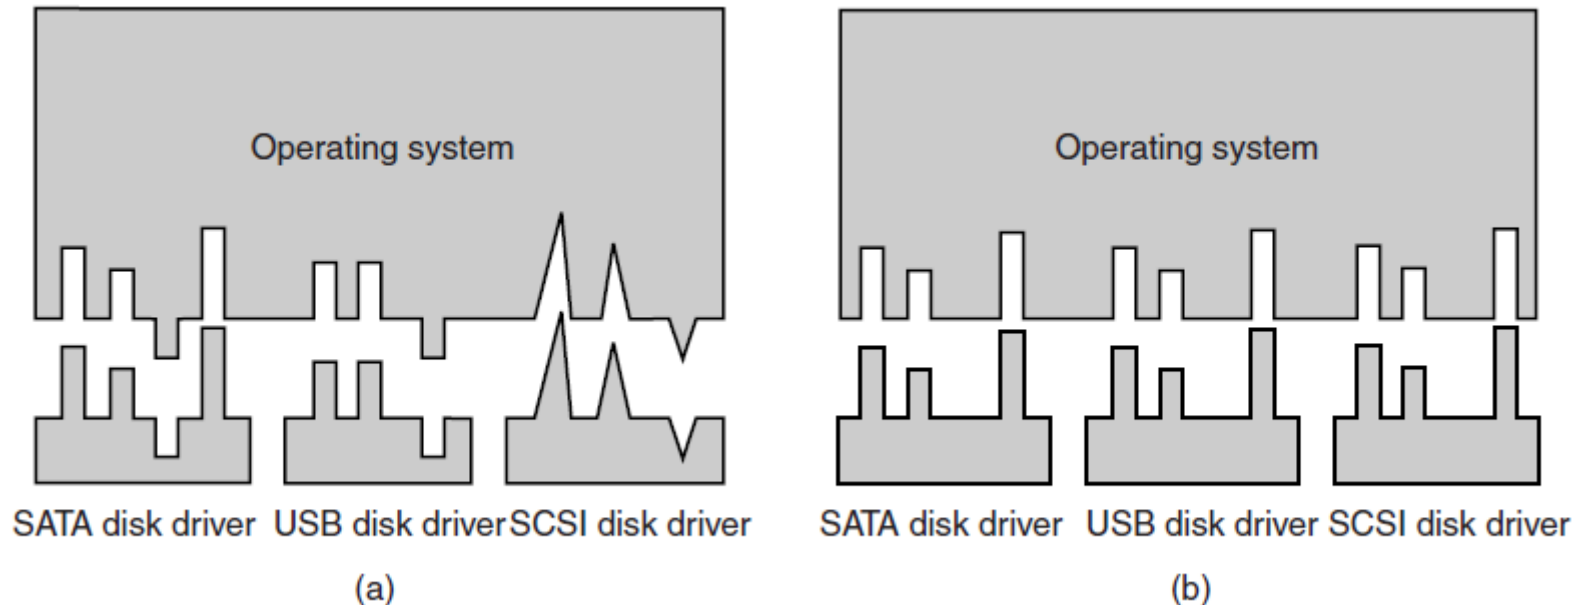 Operating system
Operating system
SATA disk driver USB disk driver SCSI disk driver
SATA disk driver USB disk driver SCSI disk driver
(a)
(b)